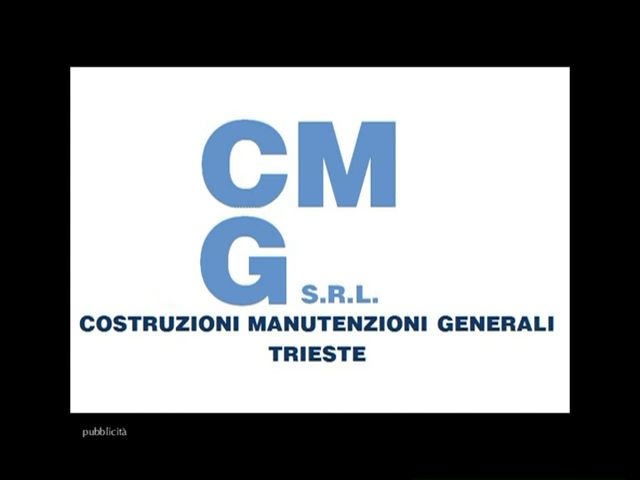 CM
G S.R.L.
COSTRUZIONI MANUTENZIONI GENERALI
TRIESTE
pubblicità